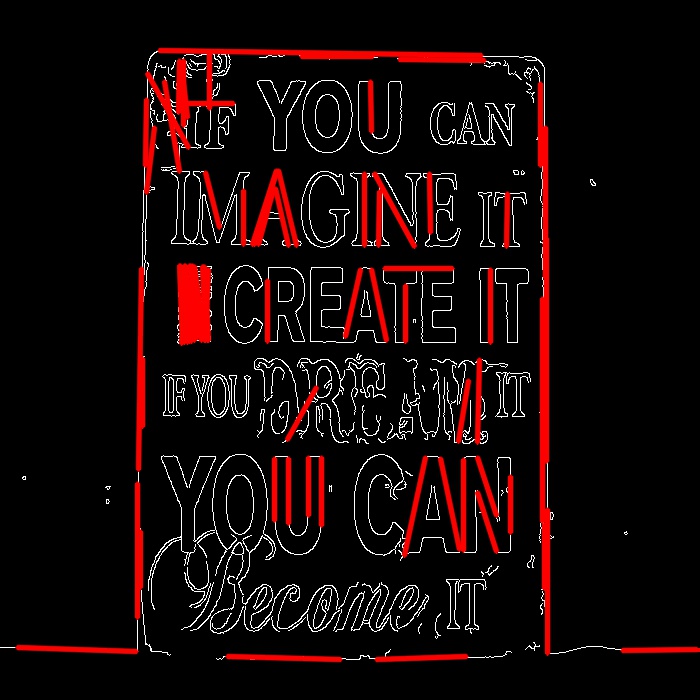 IF YOU CAN
IMAGINE IT
CREATE IT
IF YOU DREAM IT
YOU CAN
Become IT